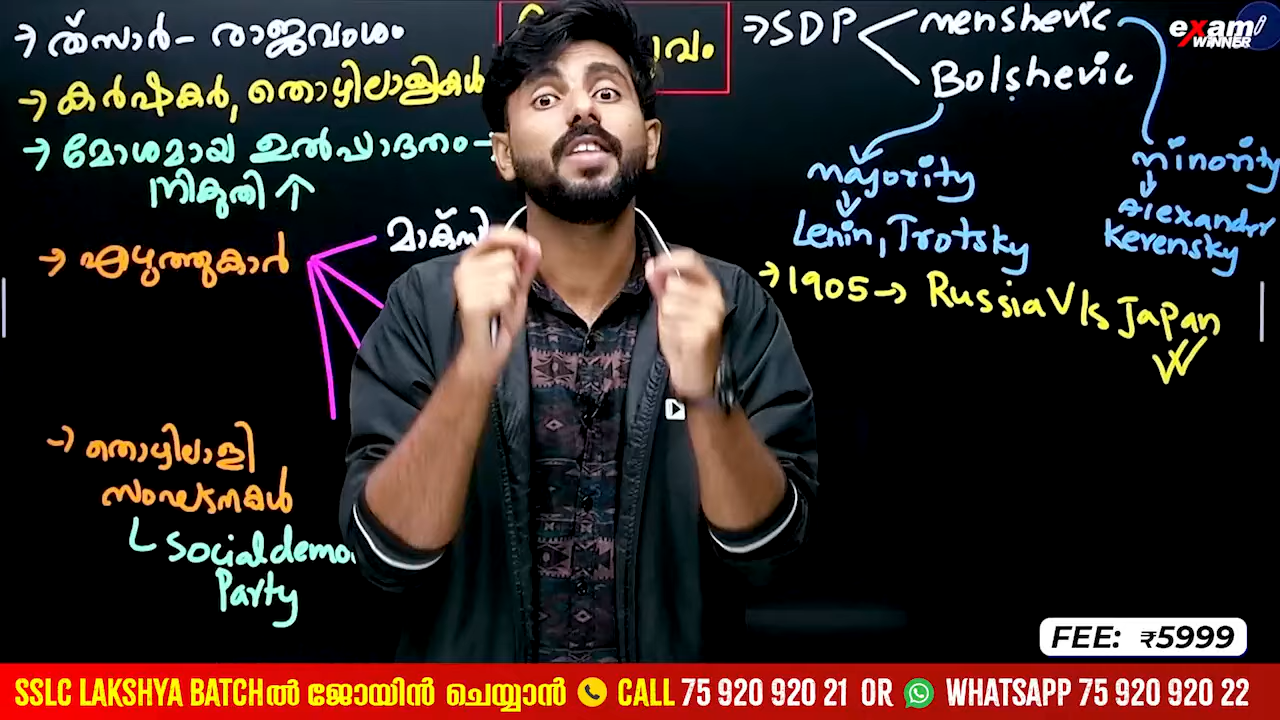 → ത്സാർ - രാജവംശം
→ കർഷകർ, തൊഴിലാളികൾ
→ മോശമായ ഉൽപ്പാദനം -
നികുതി ↑
→ എഴുത്തുകാർ
മാക്സി
→ തൊഴിലാളി
സംഘടനകൾ
↳ Social demo
Party
→ SDP
menshevic
Bolshevic
majority
↓
Lenin, Trotsky
minority
↓
Alexander
Kerensky
→ 1905 → Russia V/s Japan
exam
WINNER
FEE: ₹5999
SSLC LAKSHYA BATCHൽ ജോയിൻ ചെയ്യാൻ CALL 75 920 920 21 OR WHATSAPP 75 920 920 22